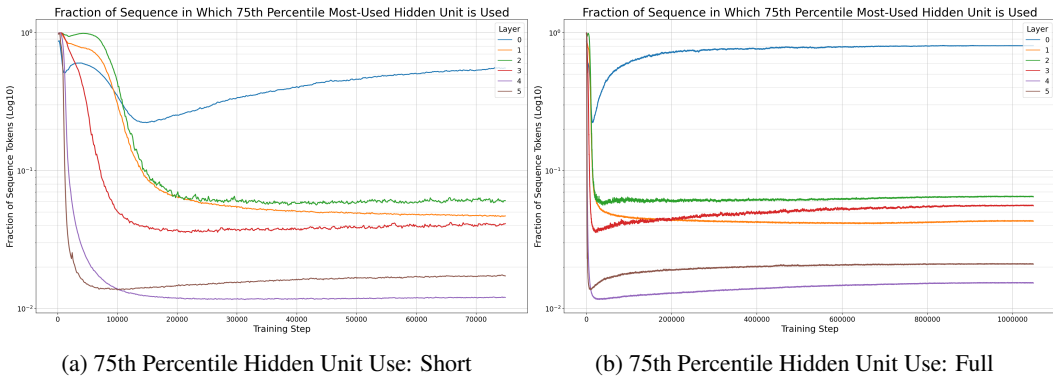 Fraction of Sequence in Which 75th Percentile Most-Used Hidden Unit is Used
Fraction of Sequence Tokens (Log10)
10⁰
10⁻¹
10⁻²
Layer
0
1
2
3
4
5
0 10000 20000 30000 40000 50000 60000 70000
Training Step
(a) 75th Percentile Hidden Unit Use: Short
Fraction of Sequence in Which 75th Percentile Most-Used Hidden Unit is Used
Fraction of Sequence Tokens (Log10)
10⁰
10⁻¹
10⁻²
Layer
0
1
2
3
4
5
0 200000 400000 600000 800000 1000000
Training Step
(b) 75th Percentile Hidden Unit Use: Full